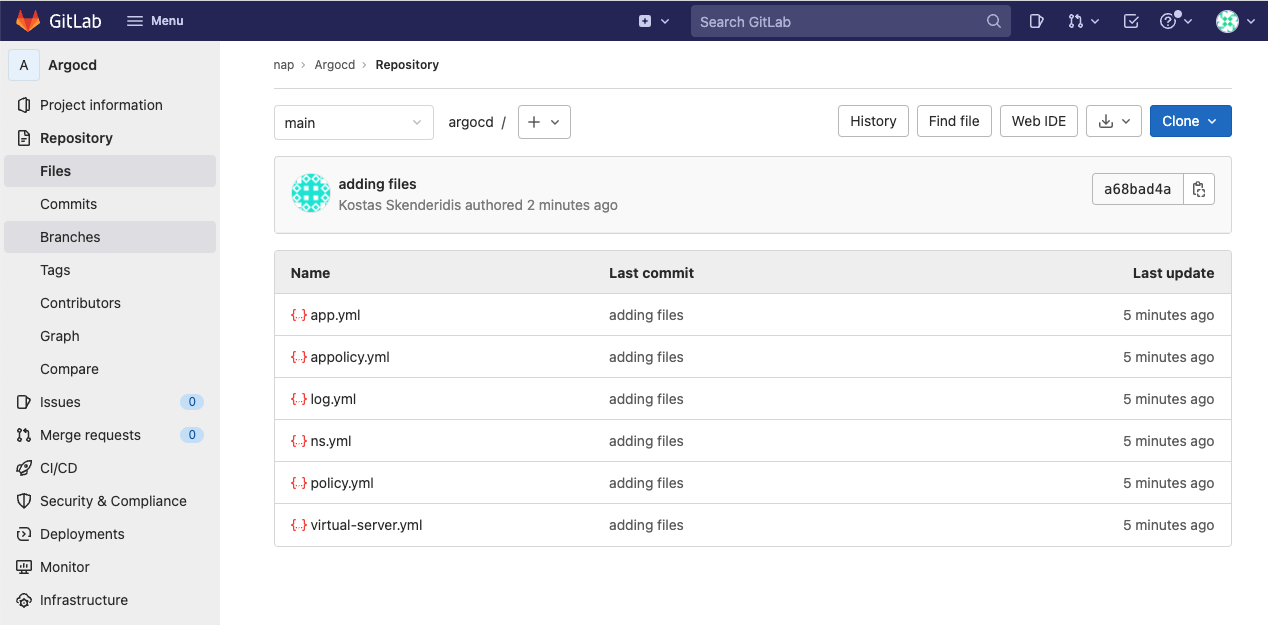 GitLab Menu Search GitLab
A Argocd
Project information
Repository
Files
Commits
Branches
Tags
Contributors
Graph
Compare
Issues 0
Merge requests 0
CI/CD
Security & Compliance
Deployments
Monitor
Infrastructure
nap › Argocd › Repository
main argocd / + History Find file Web IDE Clone
adding files
Kostas Skenderidis authored 2 minutes ago
a68bad4a
Name Last commit Last update
{..} app.yml adding files 5 minutes ago
{..} appolicy.yml adding files 5 minutes ago
{..} log.yml adding files 5 minutes ago
{..} ns.yml adding files 5 minutes ago
{..} policy.yml adding files 5 minutes ago
{..} virtual-server.yml adding files 5 minutes ago